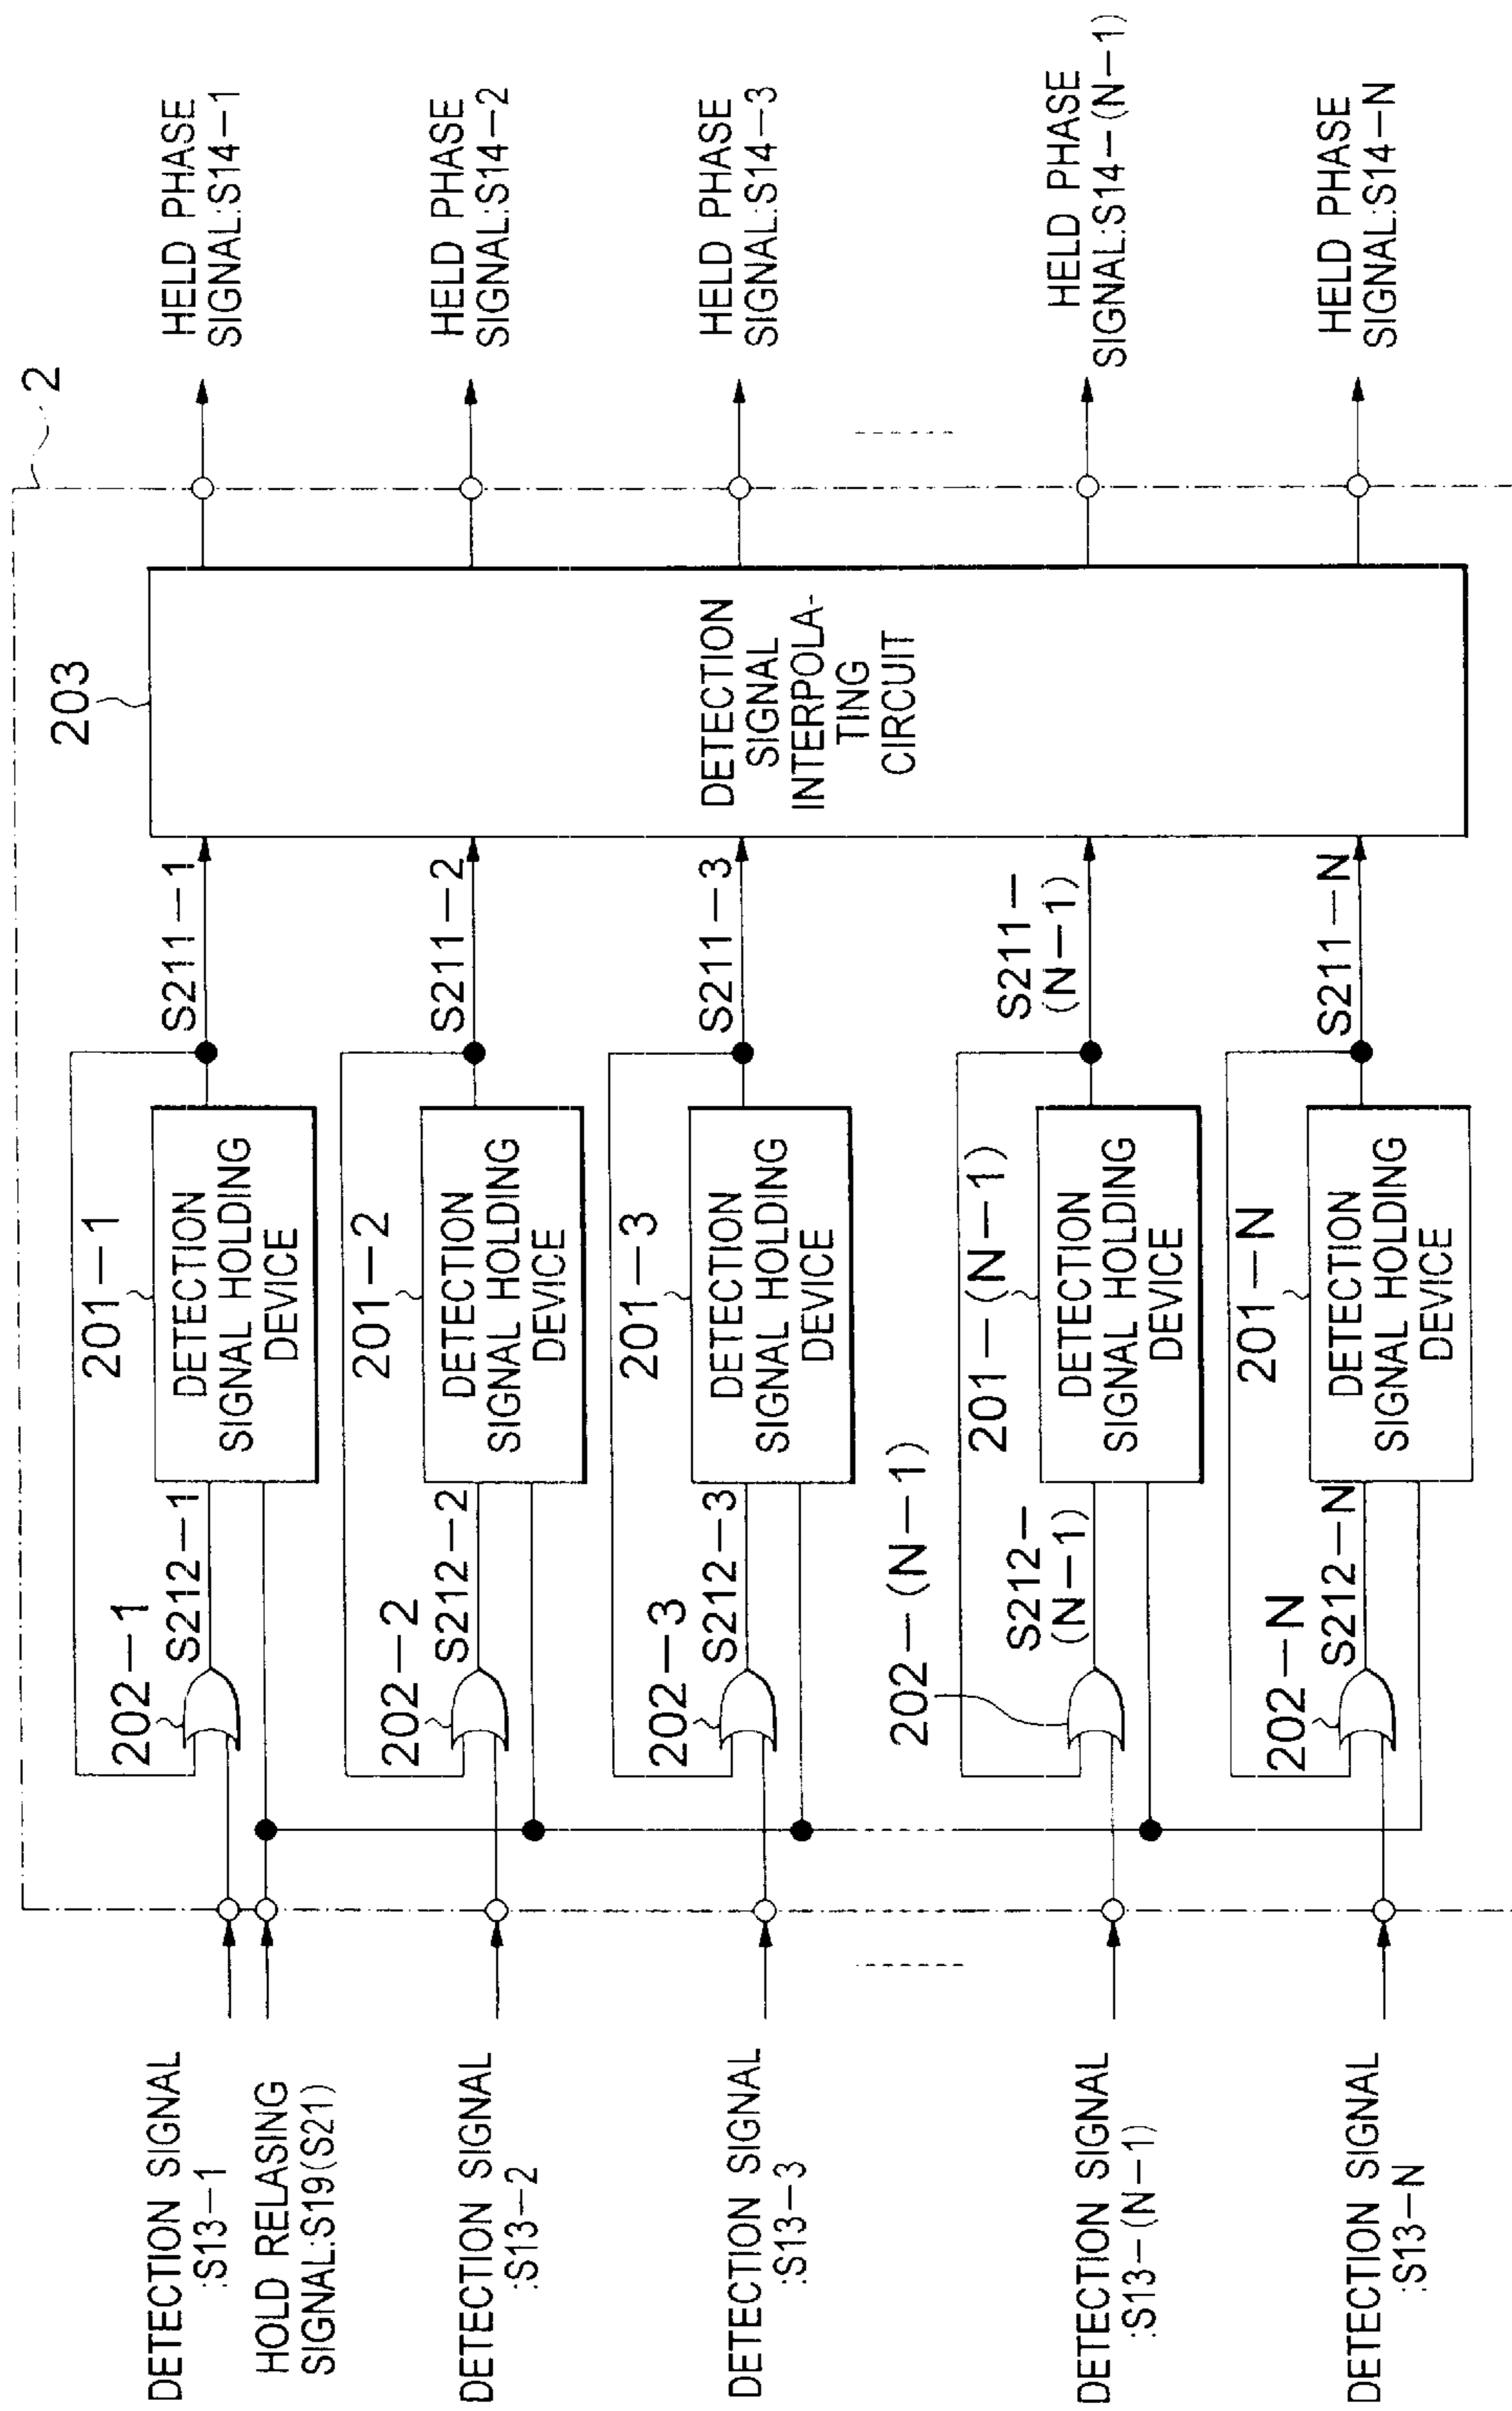 2
203
DETECTION SIGNAL
:S13-1
HOLD RELASING
SIGNAL:S19(S21)
202-1
S212-1
201-1
DETECTION
SIGNAL HOLDING
DEVICE
S211-1
HELD PHASE
SIGNAL:S14-1
DETECTION SIGNAL
:S13-2
202-2
S212-2
201-2
DETECTION
SIGNAL HOLDING
DEVICE
S211-2
HELD PHASE
SIGNAL:S14-2
DETECTION SIGNAL
:S13-3
202-3
S212-3
201-3
DETECTION
SIGNAL HOLDING
DEVICE
S211-3
DETECTION
SIGNAL
INTERPOLA-
TING
CIRCUIT
HELD PHASE
SIGNAL:S14-3
DETECTION SIGNAL
:S13-(N-1)
202-(N-1)
S212-
(N-1)
201-(N-1)
DETECTION
SIGNAL HOLDING
DEVICE
S211-
(N-1)
HELD PHASE
SIGNAL:S14-(N-1)
DETECTION SIGNAL
:S13-N
202-N
S212-N
201-N
DETECTION
SIGNAL HOLDING
DEVICE
S211-N
HELD PHASE
SIGNAL:S14-N